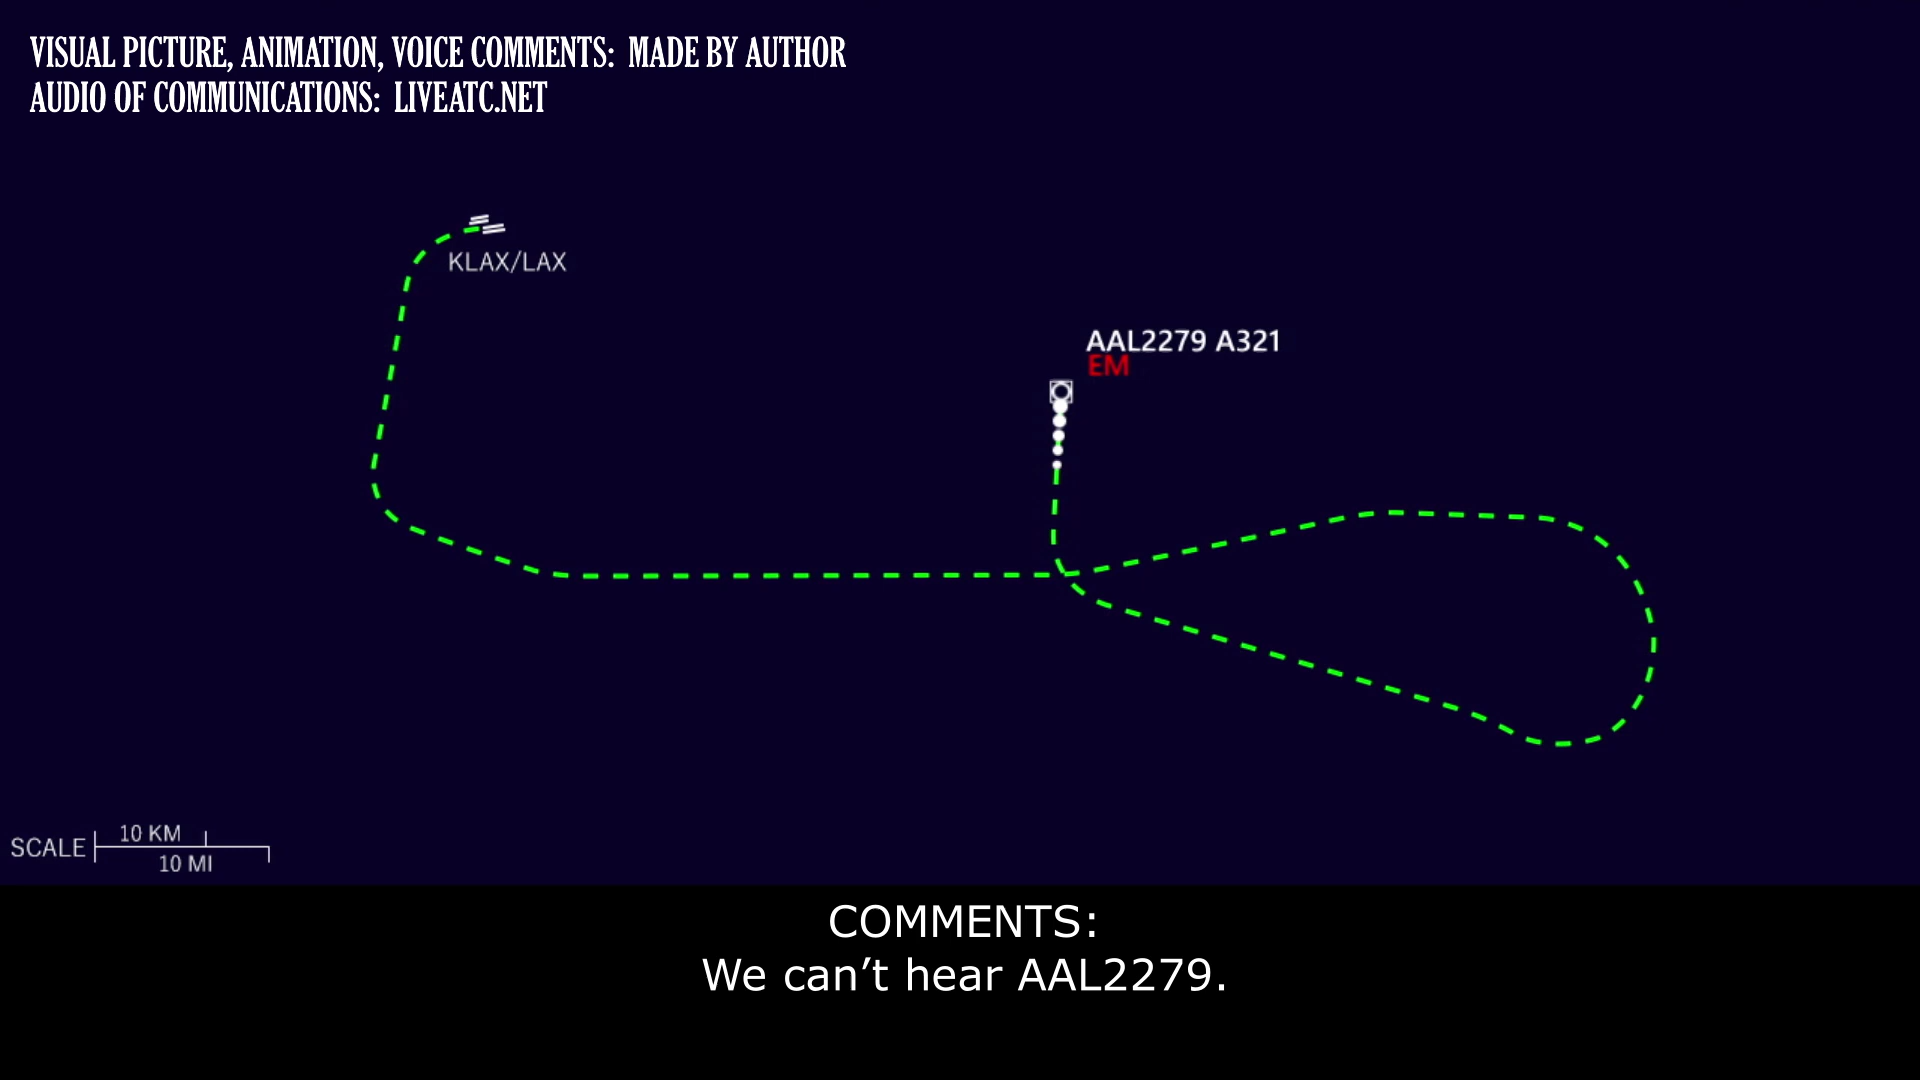 VISUAL PICTURE, ANIMATION, VOICE COMMENTS: MADE BY AUTHOR
AUDIO OF COMMUNICATIONS: LIVEATC.NET
KLAX/LAX
AAL2279 A321
EM
SCALE
10 KM
10 MI
COMMENTS:
We can’t hear AAL2279.